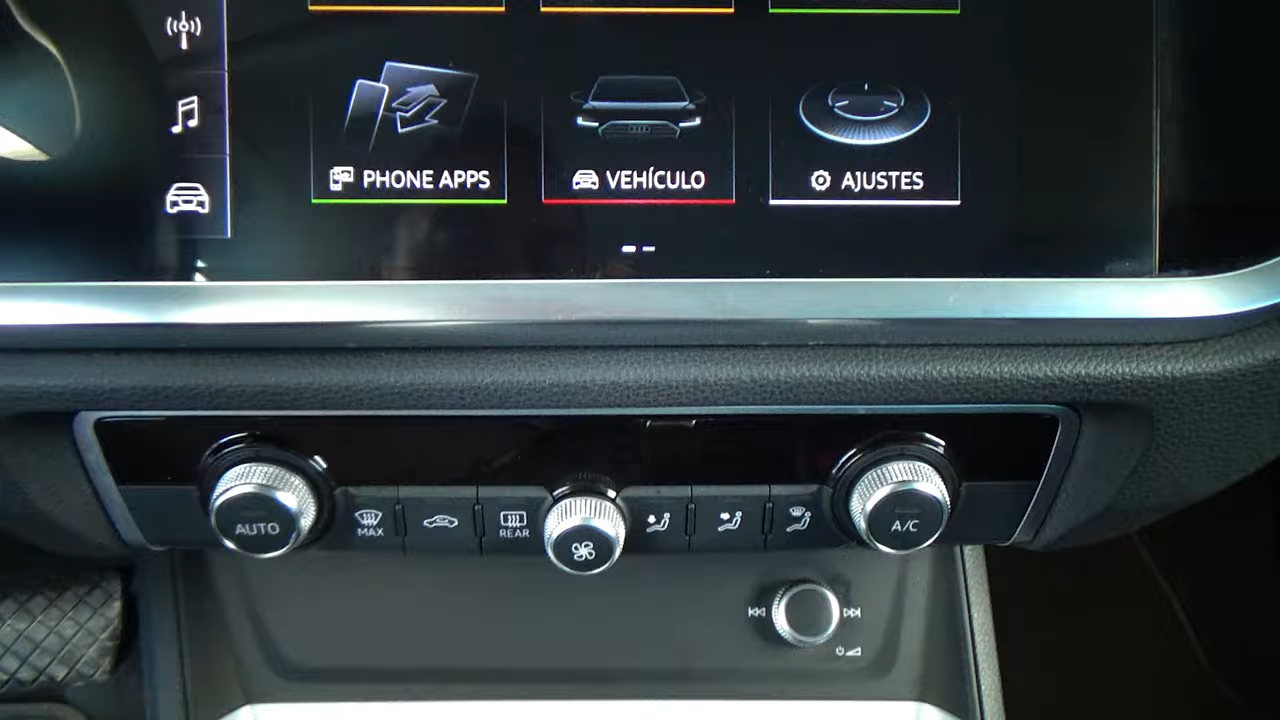 PHONE APPS
VEHÍCULO
AJUSTES
AUTO
MAX
REAR
A/C